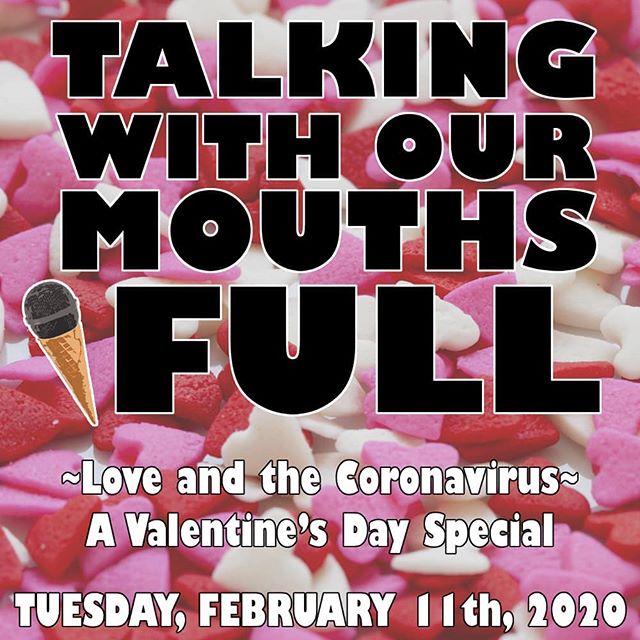 TALKING
WITH OUR
MOUTHS
FULL
~Love and the Coronavirus~
A Valentine's Day Special
TUESDAY, FEBRUARY 11th, 2020